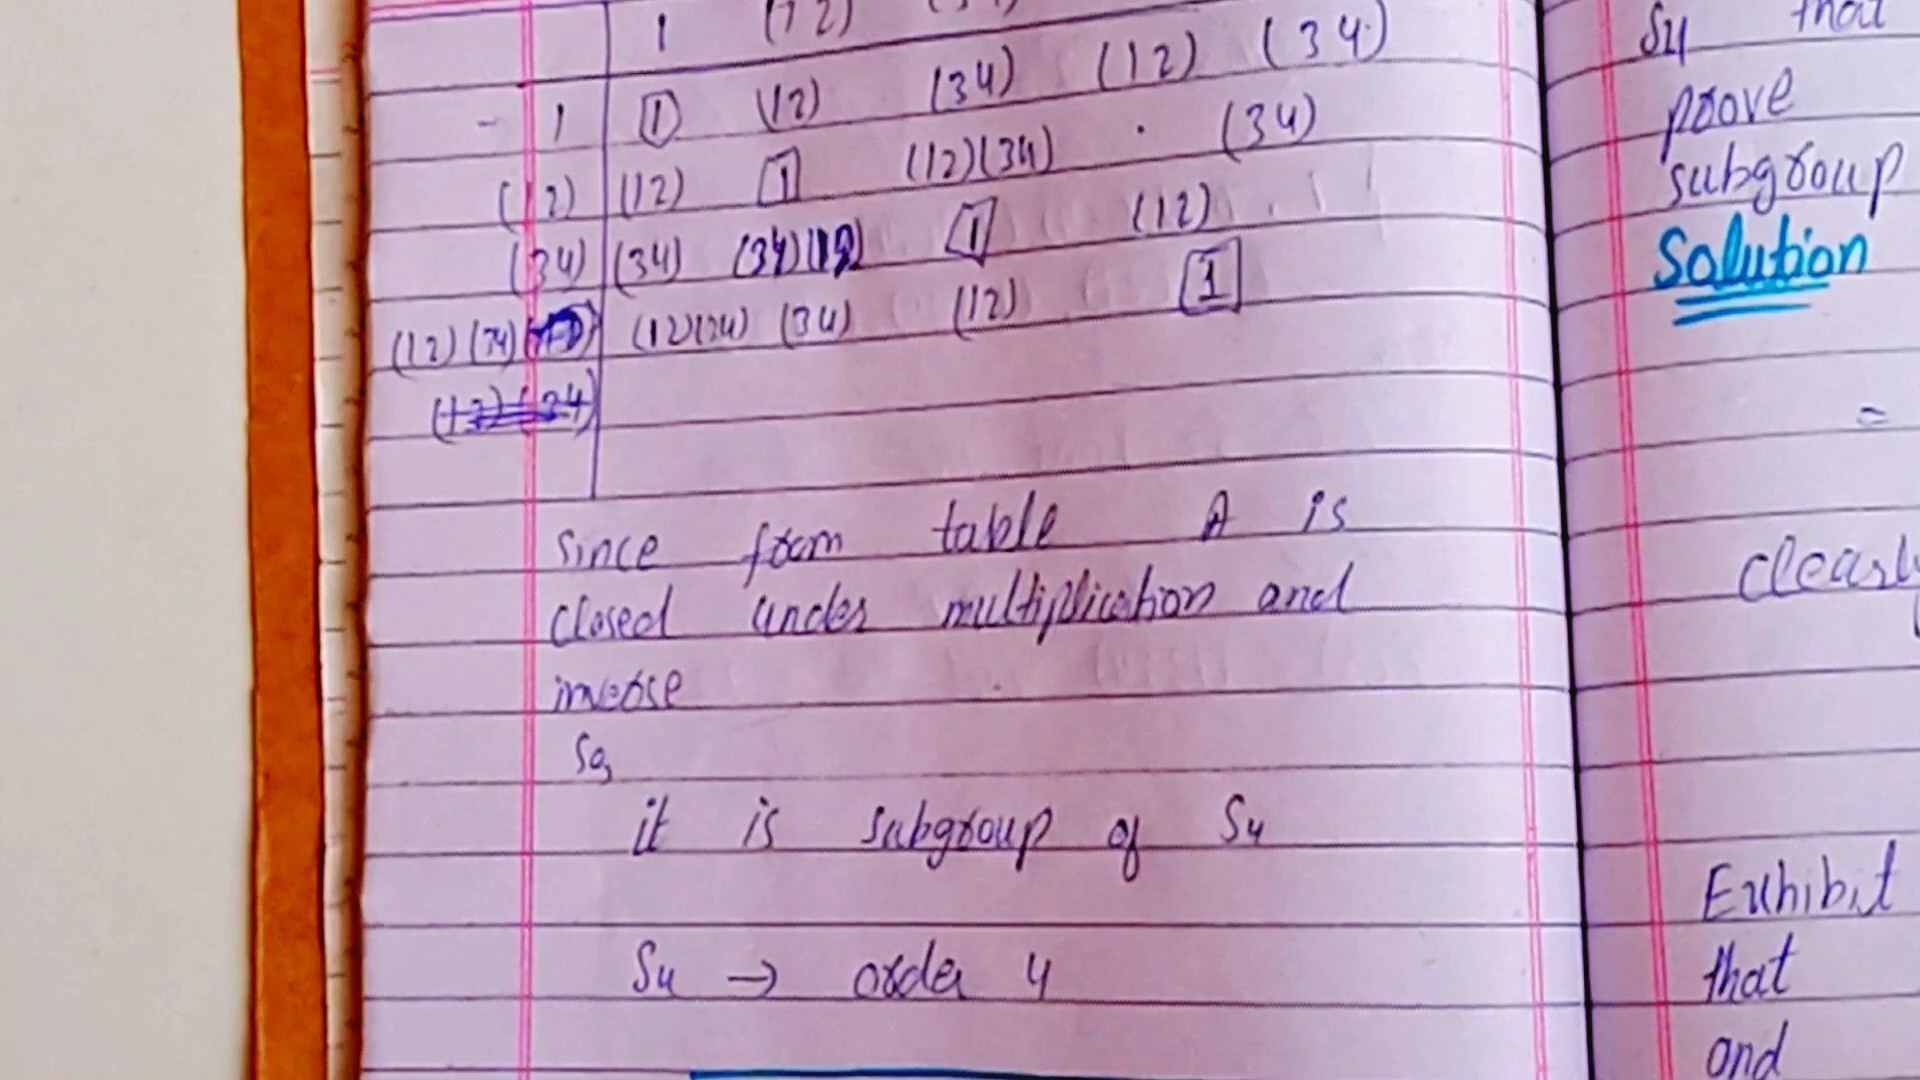 1 (12)
1 1 (12) (34) (12) (34)
(12) (12) 1 (12)(34) (34)
(34) (34) (34)(12) 1 (12)
(12)(34) (12)(34) (34) (12) 1
(12)(34)
since from table A is
closed under multiplication and
inverse
So,
it is subgroup of S4
S4 → order 4
S4 that
prove
subgroup
Solution
=
Exhibit
that
and